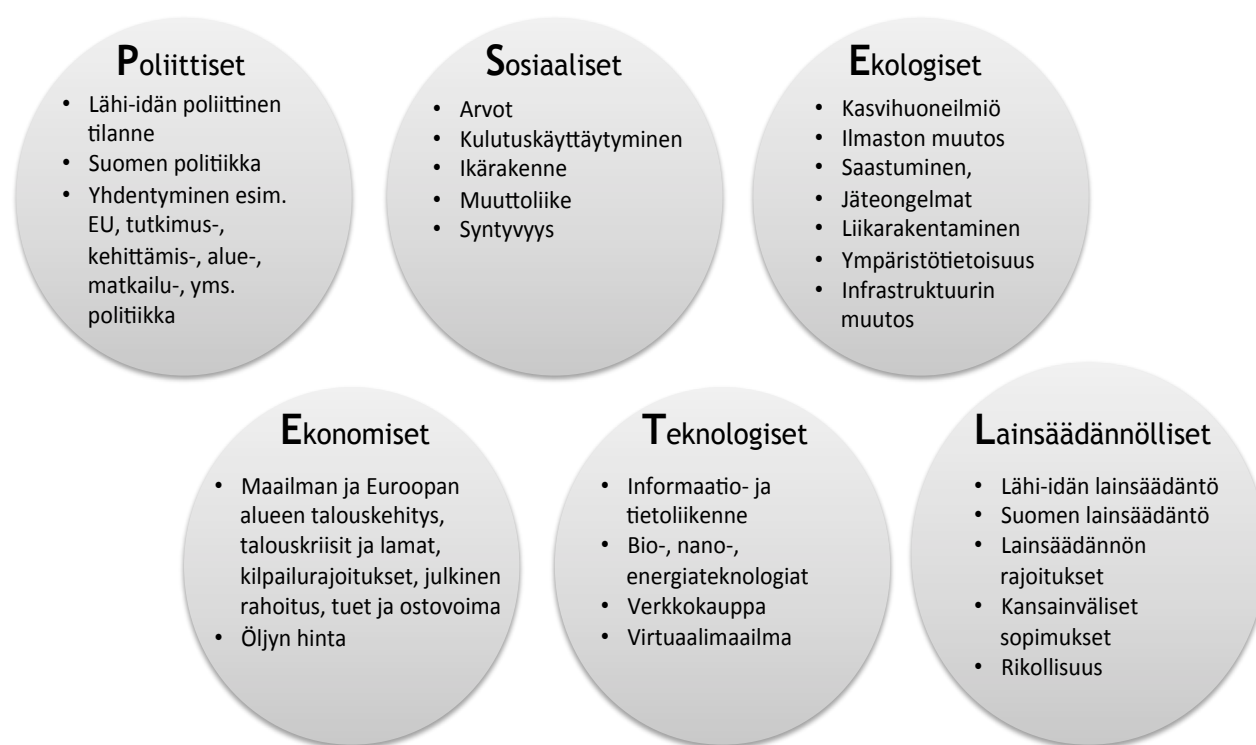 Poliittiset
• Lähi-idän poliittinen
tilanne
• Suomen politiikka
• Yhdentyminen esim.
EU, tutkimus-,
kehittämis-, alue-,
matkailu-, yms.
politiikka
Sosiaaliset
• Arvot
• Kulutuskäyttäytyminen
• Ikärakenne
• Muuttoliike
• Syntyvyys
Ekologiset
• Kasvihuoneilmiö
• Ilmaston muutos
• Saastuminen,
• Jäteongelmat
• Liikarakentaminen
• Ympäristötietoisuus
• Infrastruktuurin
muutos
Ekonomiset
• Maailman ja Euroopan
alueen talouskehitys,
talouskriisit ja lamat,
kilpailurajoitukset, julkinen
rahoitus, tuet ja ostovoima
• Öljyn hinta
Teknologiset
• Informaatio- ja
tietoliikenne
• Bio-, nano-,
energiateknologiat
• Verkkokauppa
• Virtuaalimaailma
Lainsäädännölliset
• Lähi-idän lainsäädäntö
• Suomen lainsäädäntö
• Lainsäädännön
rajoitukset
• Kansainväliset
sopimukset
• Rikollisuus